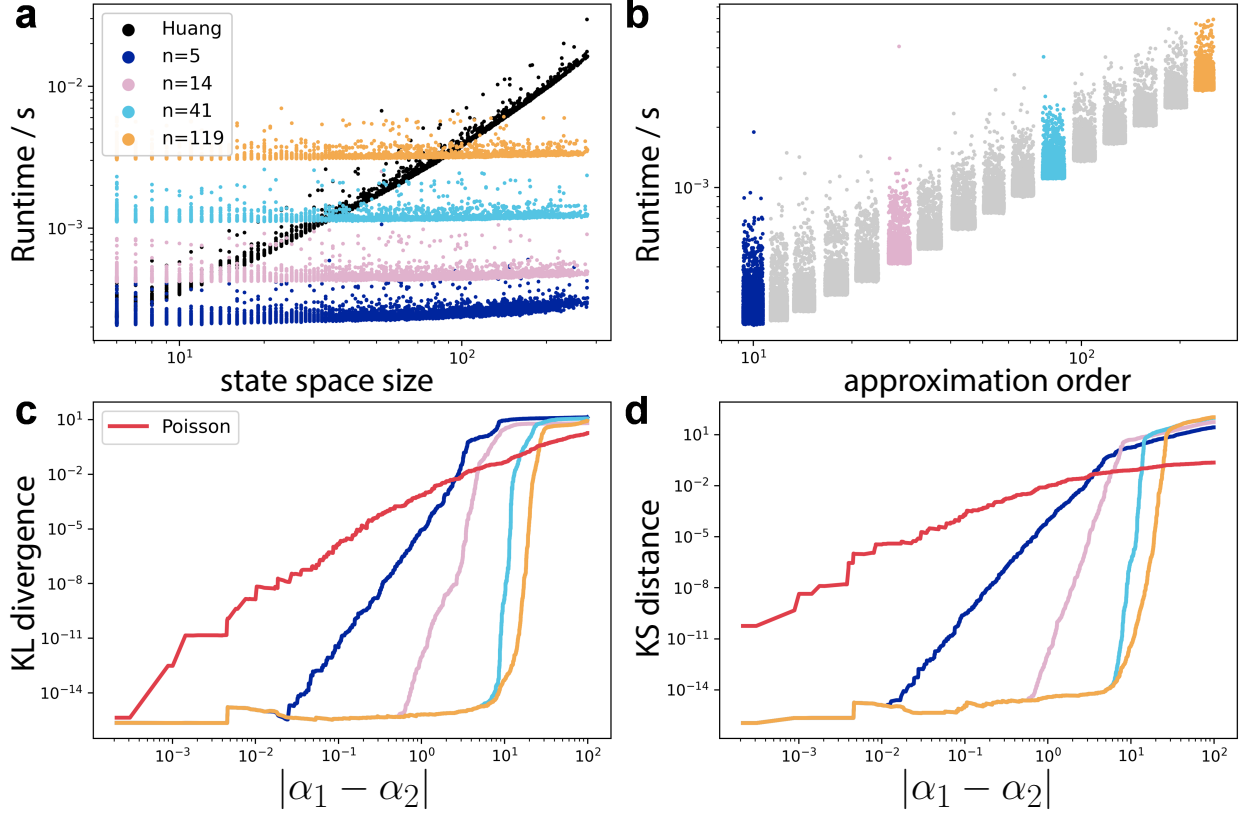 a
Huang
n=5
n=14
n=41
n=119
Runtime / s
10⁻²
10⁻³
10¹
10²
state space size
b
Runtime / s
10⁻³
10¹
10²
approximation order
c
Poisson
KL divergence
10¹
10⁻²
10⁻⁵
10⁻⁸
10⁻¹¹
10⁻¹⁴
10⁻³
10⁻²
10⁻¹
10⁰
10¹
10²
|α₁ − α₂|
d
KS distance
10¹
10⁻²
10⁻⁵
10⁻⁸
10⁻¹¹
10⁻¹⁴
10⁻³
10⁻²
10⁻¹
10⁰
10¹
10²
|α₁ − α₂|